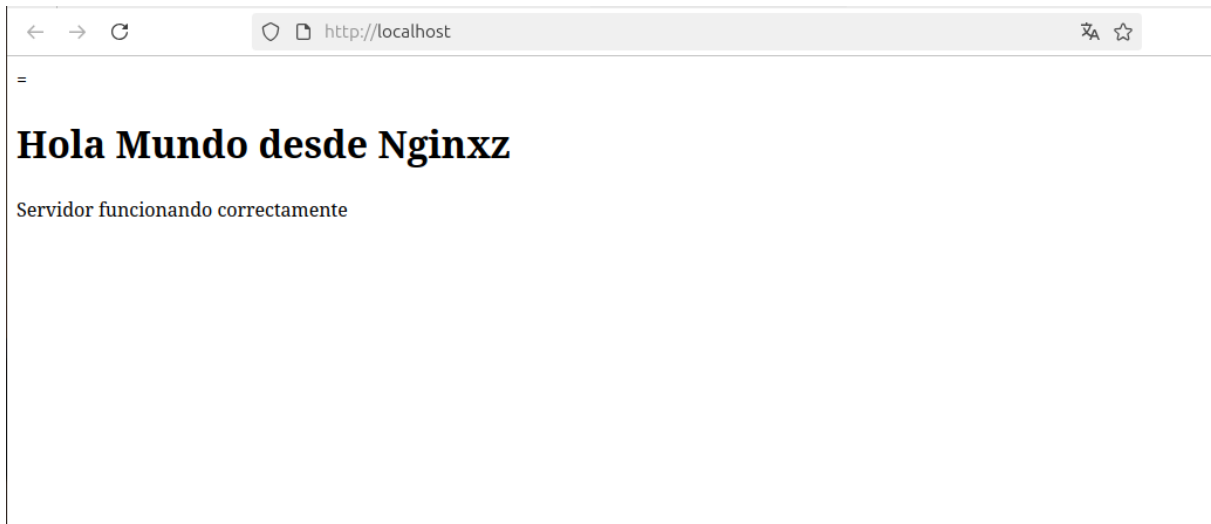 http://localhost
=
Hola Mundo desde Nginxz
Servidor funcionando correctamente